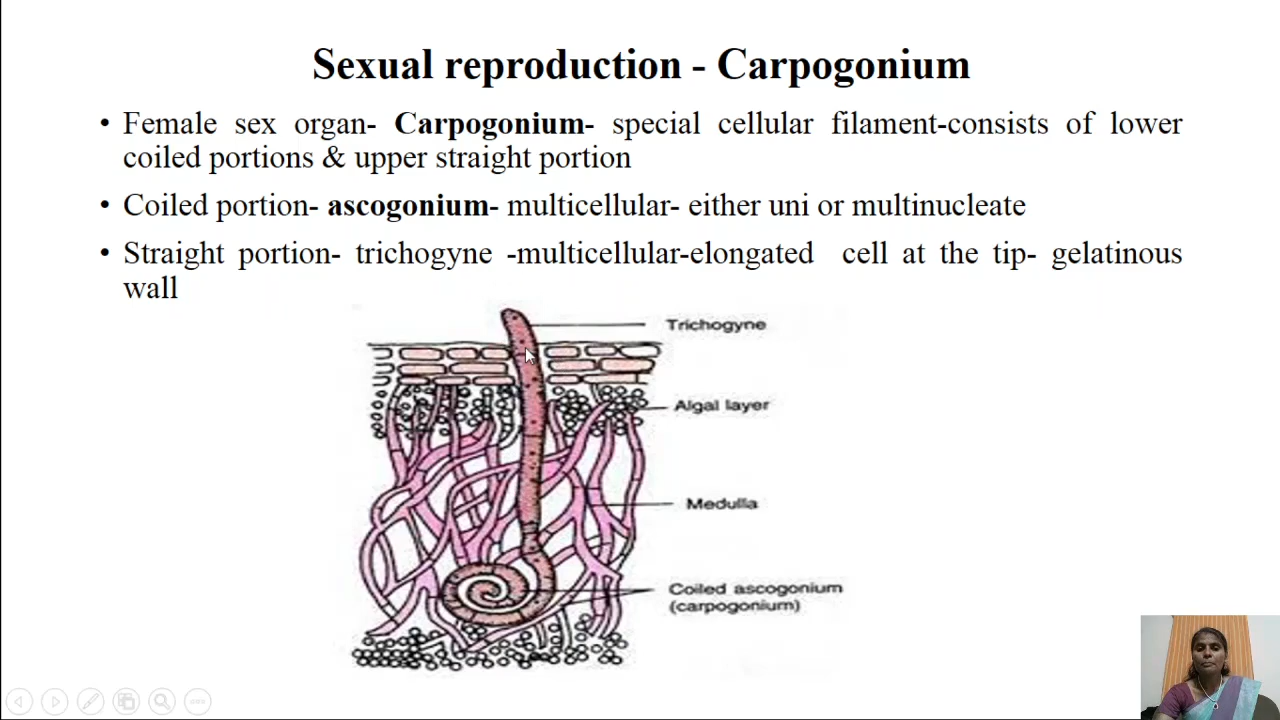 Sexual reproduction - Carpogonium
• Female sex organ- Carpogonium- special cellular filament-consists of lower
coiled portions & upper straight portion
• Coiled portion- ascogonium- multicellular- either uni or multinucleate
• Straight portion- trichogyne -multicellular-elongated cell at the tip- gelatinous
wall
Trichogyne
Algal layer
Medulla
Coiled ascogonium
(carpogonium)